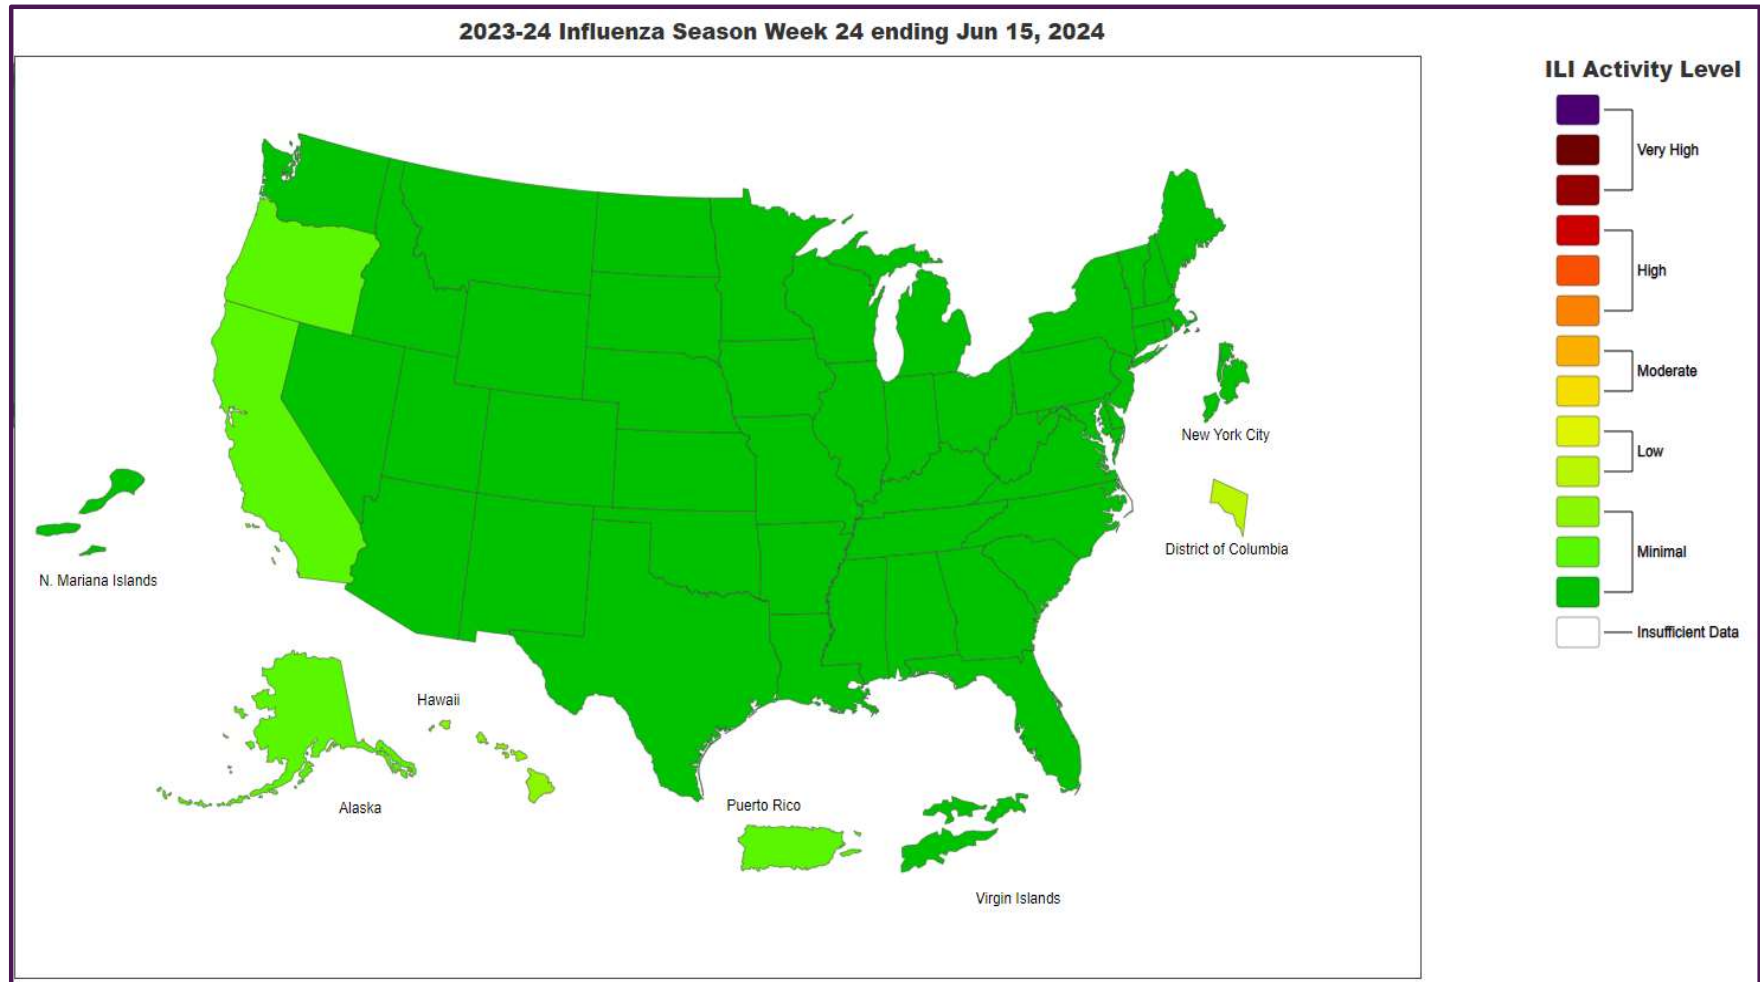 2023-24 Influenza Season Week 24 ending Jun 15, 2024
ILI Activity Level
Very High
High
Moderate
Low
Minimal
Insufficient Data
New York City
District of Columbia
N. Mariana Islands
Hawaii
Alaska
Puerto Rico
Virgin Islands